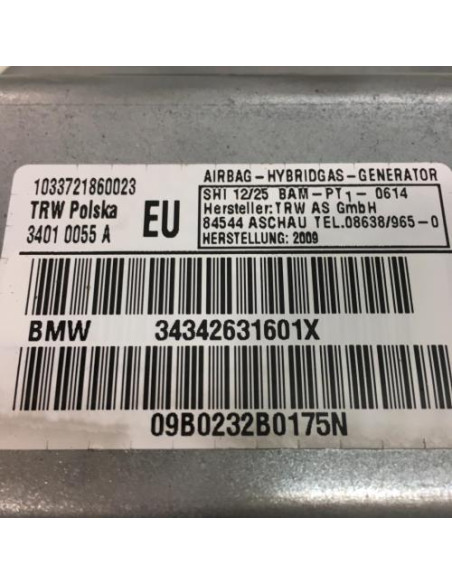 1033721860023
TRW Polska
3401 0055 A
EU
AIRBAG-HYBRIDGAS-GENERATOR
SHI 12/25 BAM-PT1- 0614
Hersteller:TRW AS GmbH
84544 ASCHAU TEL.08638/965-0
HERSTELLUNG: 2009
BMW 34342631601X
09B0232B0175N